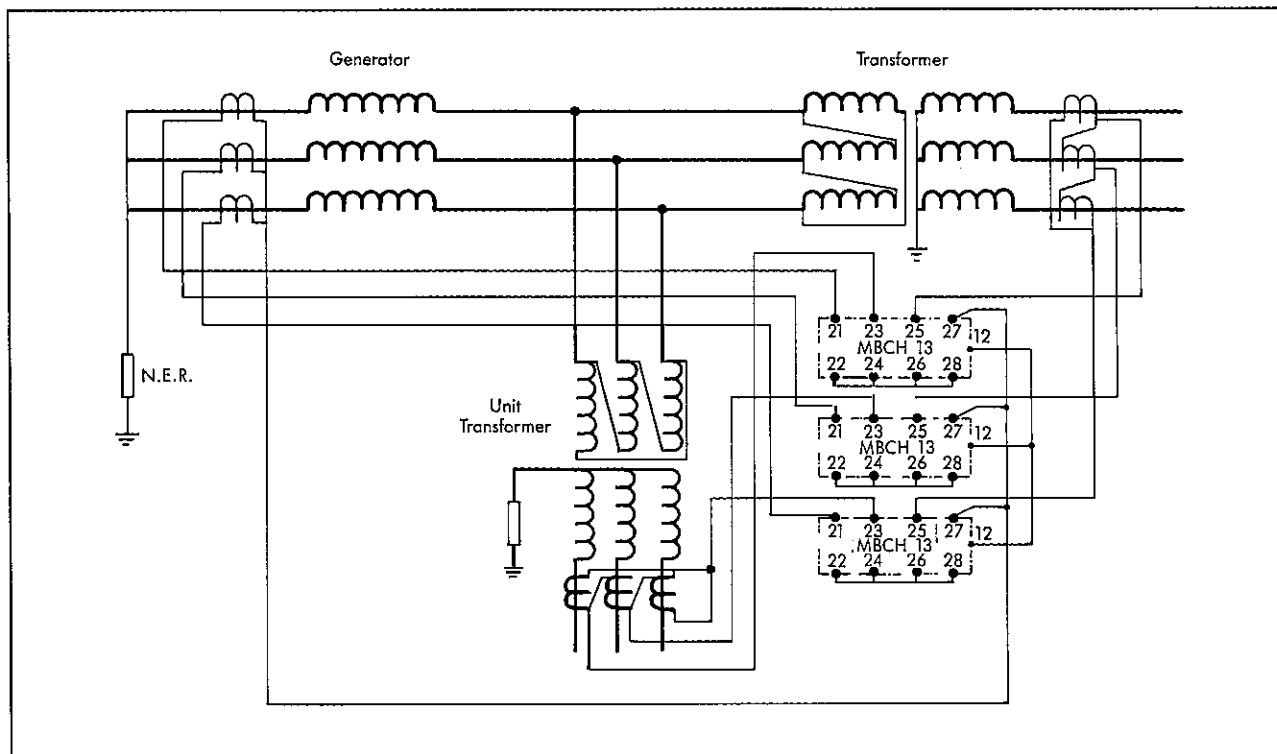 Generator
Transformer
21 23 25 27 12
MBCH 13
22 24 26 28
N.E.R.
Unit
Transformer
21 23 25 27 12
MBCH 13
22 24 26 28
21 23 25 27 12
MBCH 13
22 24 26 28